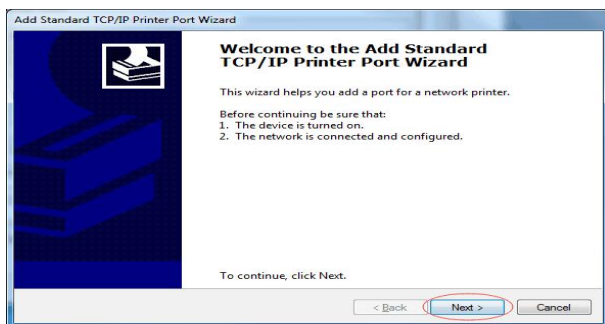 Add Standard TCP/IP Printer Port Wizard
Welcome to the Add Standard
TCP/IP Printer Port Wizard
This wizard helps you add a port for a network printer.
Before continuing be sure that:
1. The device is turned on.
2. The network is connected and configured.
To continue, click Next.
< Back Next > Cancel